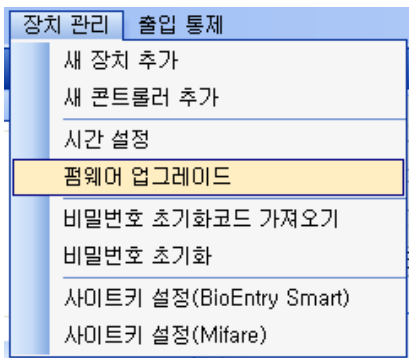 장치 관리 출입 통제
새 장치 추가
새 콘트롤러 추가
시간 설정
펌웨어 업그레이드
비밀번호 초기화코드 가져오기
비밀번호 초기화
사이트키 설정(BioEntry Smart)
사이트키 설정(Mifare)